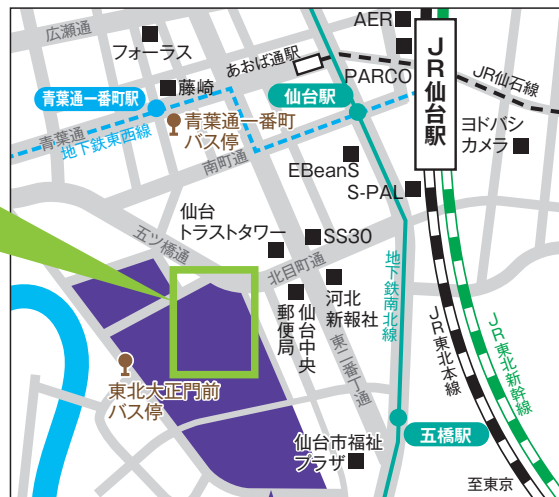 広瀬通
フォーラス
あおば通駅
AER
PARCO
JR仙台駅
JR仙石線
青葉通一番町駅
藤崎
仙台駅
ヨドバシ
カメラ
青葉通
地下鉄東西線
青葉通一番町
バス停
南町通
EBeanS
S-PAL
五ツ橋通
仙台
トラストタワー
SS30
北目町通
地下鉄南北線
仙台中央
郵便局
河北
新報社
東二番丁通
JR東北本線
JR東北新幹線
東北大正門前
バス停
五橋駅
仙台市福祉
プラザ
至東京